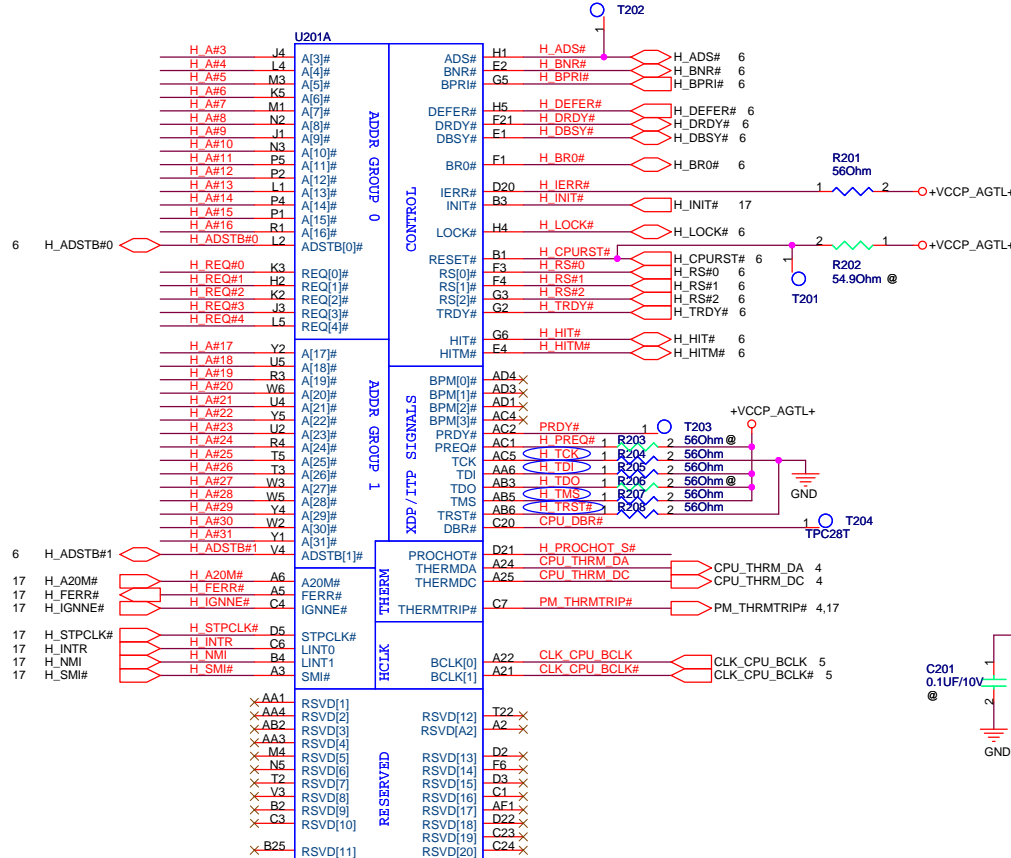 T202
1
U201A
H_A#3 J4 A[3]# ADS# H1 H_ADS# H_ADS# 6
H_A#4 L4 A[4]# BNR# E2 H_BNR# H_BNR# 6
H_A#5 M3 A[5]# BPRI# G5 H_BPRI# H_BPRI# 6
H_A#6 K5 A[6]#
H_A#7 M1 A[7]# DEFER# H5 H_DEFER# H_DEFER# 6
H_A#8 N2 A[8]# DRDY# F21 H_DRDY# H_DRDY# 6
H_A#9 J1 A[9]# DBSY# E1 H_DBSY# H_DBSY# 6
H_A#10 N3 A[10]#
H_A#11 P5 A[11]# BR0# F1 H_BR0# H_BR0# 6
H_A#12 P2 A[12]#
H_A#13 L1 A[13]# IERR# D20 H_IERR# 1 R201 56Ohm 2 +VCCP_AGTL+
H_A#14 P4 A[14]# INIT# B3 H_INIT# H_INIT# 17
H_A#15 P1 A[15]#
H_A#16 R1 A[16]# LOCK# H4 H_LOCK# H_LOCK# 6
6 H_ADSTB#0 H_ADSTB#0 L2 ADSTB[0]#
ADDR GROUP 0
CONTROL
RESET# B1 H_CPURST# H_CPURST# 6
2 1 +VCCP_AGTL+
R202
54.9Ohm @
1
T201
H_REQ#0 K3 REQ[0]# RS[0]# F3 H_RS#0 H_RS#0 6
H_REQ#1 H2 REQ[1]# RS[1]# F4 H_RS#1 H_RS#1 6
H_REQ#2 K2 REQ[2]# RS[2]# G3 H_RS#2 H_RS#2 6
H_REQ#3 J3 REQ[3]# TRDY# G2 H_TRDY# H_TRDY# 6
H_REQ#4 L5 REQ[4]#
HIT# G6 H_HIT# H_HIT# 6
H_A#17 Y2 A[17]# HITM# E4 H_HITM# H_HITM# 6
H_A#18 U5 A[18]#
H_A#19 R3 A[19]# BPM[0]# AD4
H_A#20 W6 A[20]# BPM[1]# AD3
H_A#21 U4 A[21]# BPM[2]# AD1
H_A#22 Y5 A[22]# BPM[3]# AC4
H_A#23 U2 A[23]# PRDY# AC2 PRDY# 1 T203
+VCCP_AGTL+
H_A#24 R4 A[24]# PREQ# AC1 H_PREQ# 1 R203 2 56Ohm @
H_A#25 T5 A[25]# TCK AC5 H_TCK 1 R204 2 56Ohm
H_A#26 T3 A[26]# TDI AA6 H_TDI 1 R205 2 56Ohm
H_A#27 W3 A[27]# TDO AB3 H_TDO 1 R206 2 56Ohm @
H_A#28 W5 A[28]# TMS AB5 H_TMS 1 R207 2 56Ohm
H_A#29 Y4 A[29]# TRST# AB6 H_TRST# 1 R208 2 56Ohm
GND
H_A#30 W2 A[30]# DBR# C20 CPU_DBR# 1 T204
TPC28T
H_A#31 Y1 A[31]#
6 H_ADSTB#1 H_ADSTB#1 V4 ADSTB[1]#
ADDR GROUP 1
XDP/ITP SIGNALS
PROCHOT# D21 H_PROCHOT_S#
THERMDA A24 CPU_THRM_DA CPU_THRM_DA 4
17 H_A20M# H_A20M# A6 A20M# THERMDC A25 CPU_THRM_DC CPU_THRM_DC 4
17 H_FERR# H_FERR# A5 FERR#
17 H_IGNNE# H_IGNNE# C4 IGNNE# THERMTRIP# C7 PM_THRMTRIP# PM_THRMTRIP# 4,17
THERM
17 H_STPCLK# H_STPCLK# D5 STPCLK#
17 H_INTR H_INTR C6 LINT0
17 H_NMI H_NMI B4 LINT1 BCLK[0] A22 CLK_CPU_BCLK CLK_CPU_BCLK 5
17 H_SMI# H_SMI# A3 SMI# BCLK[1] A21 CLK_CPU_BCLK# CLK_CPU_BCLK# 5
HCLK
1
C201
0.1UF/10V
@
2
GND
AA1 RSVD[1]
AA4 RSVD[2] RSVD[12] T22
AB2 RSVD[3] RSVD[A2] A2
AA3 RSVD[4]
M4 RSVD[5] RSVD[13] D2
N5 RSVD[6] RSVD[14] F6
T2 RSVD[7] RSVD[15] D3
V3 RSVD[8] RSVD[16] C1
B2 RSVD[9] RSVD[17] AF1
C3 RSVD[10] RSVD[18] D22
RSVD[19] C23
B25 RSVD[11] RSVD[20] C24
RESERVED